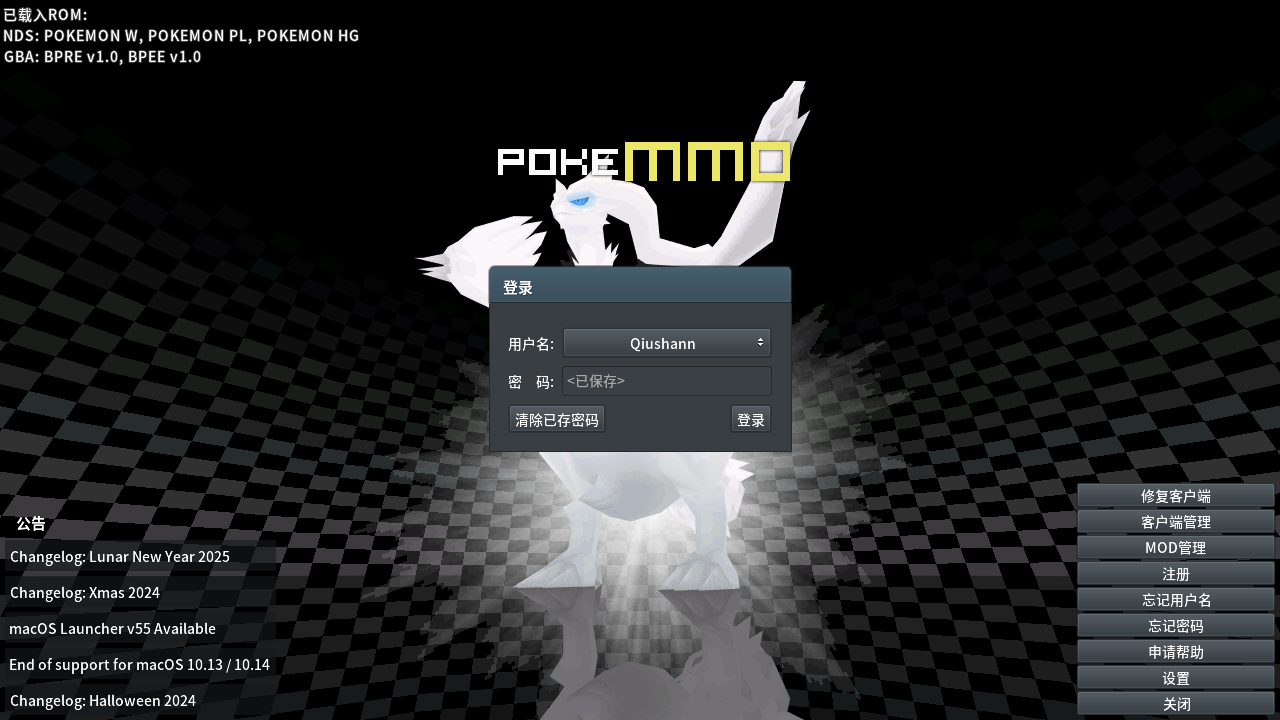 已载入ROM:
NDS: POKEMON W, POKEMON PL, POKEMON HG
GBA: BPRE v1.0, BPEE v1.0
POKEMMO
登录
用户名: Qiushann
密 码: <已保存>
清除已存密码 登录
公告
Changelog: Lunar New Year 2025
Changelog: Xmas 2024
macOS Launcher v55 Available
End of support for macOS 10.13 / 10.14
Changelog: Halloween 2024
修复客户端
客户端管理
MOD管理
注册
忘记用户名
忘记密码
申请帮助
设置
关闭